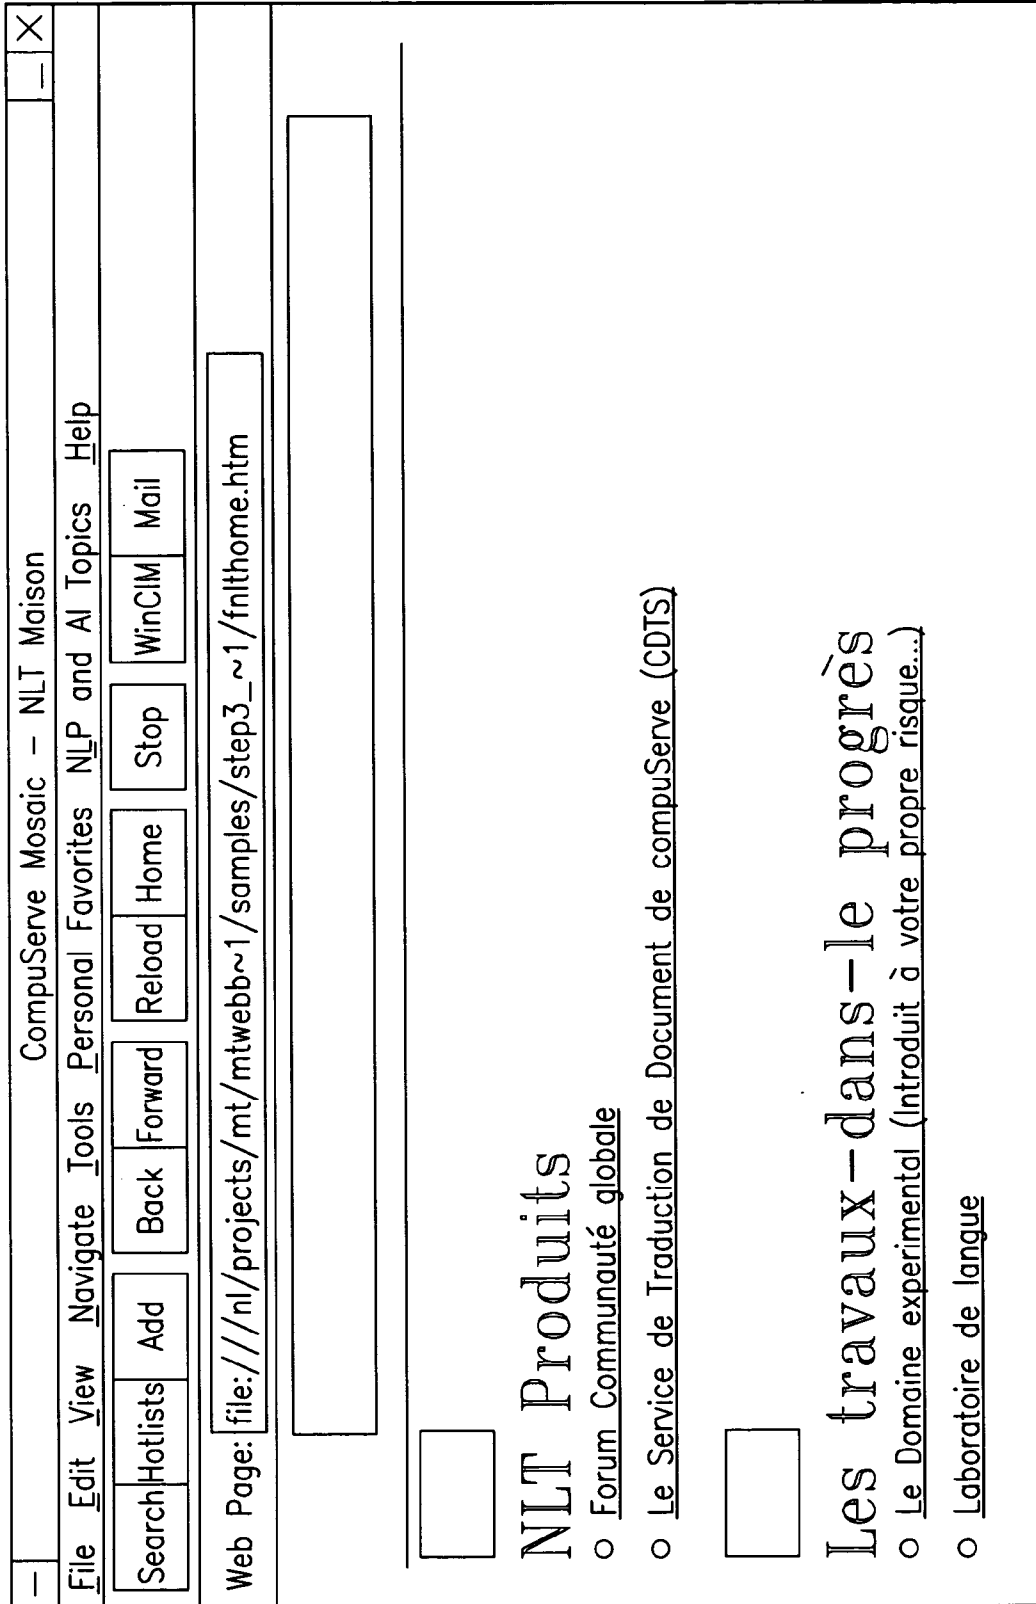 CompuServe Mosaic – NLT Maison
File Edit View Navigate Tools Personal Favorites NLP and AI Topics Help
Search Hotlists Add Back Forward Reload Home Stop WinCIM Mail
Web Page: file:////nl/projects/mt/mtwebb~1/samples/step3_~1/fnlthome.htm
NLT Produits
○ Forum Communauté globale
○ Le Service de Traduction de Document de compuServe (CDTS)
Les travaux–dans–le progrès
○ Le Domaine experimental (Introduit à votre propre risque...)
○ Laboratoire de langue